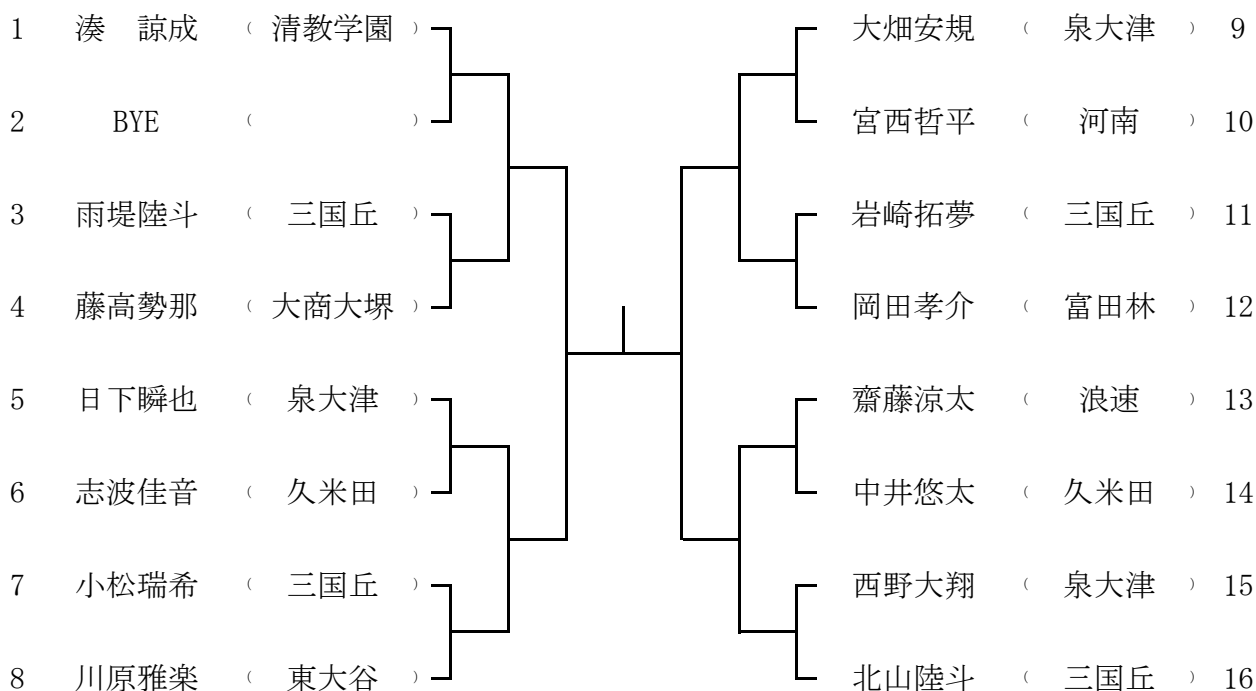 1 湊 諒成 （ 清教学園 ） 大畑安規 （ 泉大津 ） 9
2 BYE （ ） 宮西哲平 （ 河南 ） 10
3 雨堤陸斗 （ 三国丘 ） 岩崎拓夢 （ 三国丘 ） 11
4 藤高勢那 （ 大商大堺 ） 岡田孝介 （ 富田林 ） 12
5 日下瞬也 （ 泉大津 ） 齋藤涼太 （ 浪速 ） 13
6 志波佳音 （ 久米田 ） 中井悠太 （ 久米田 ） 14
7 小松瑞希 （ 三国丘 ） 西野大翔 （ 泉大津 ） 15
8 川原雅楽 （ 東大谷 ） 北山陸斗 （ 三国丘 ） 16